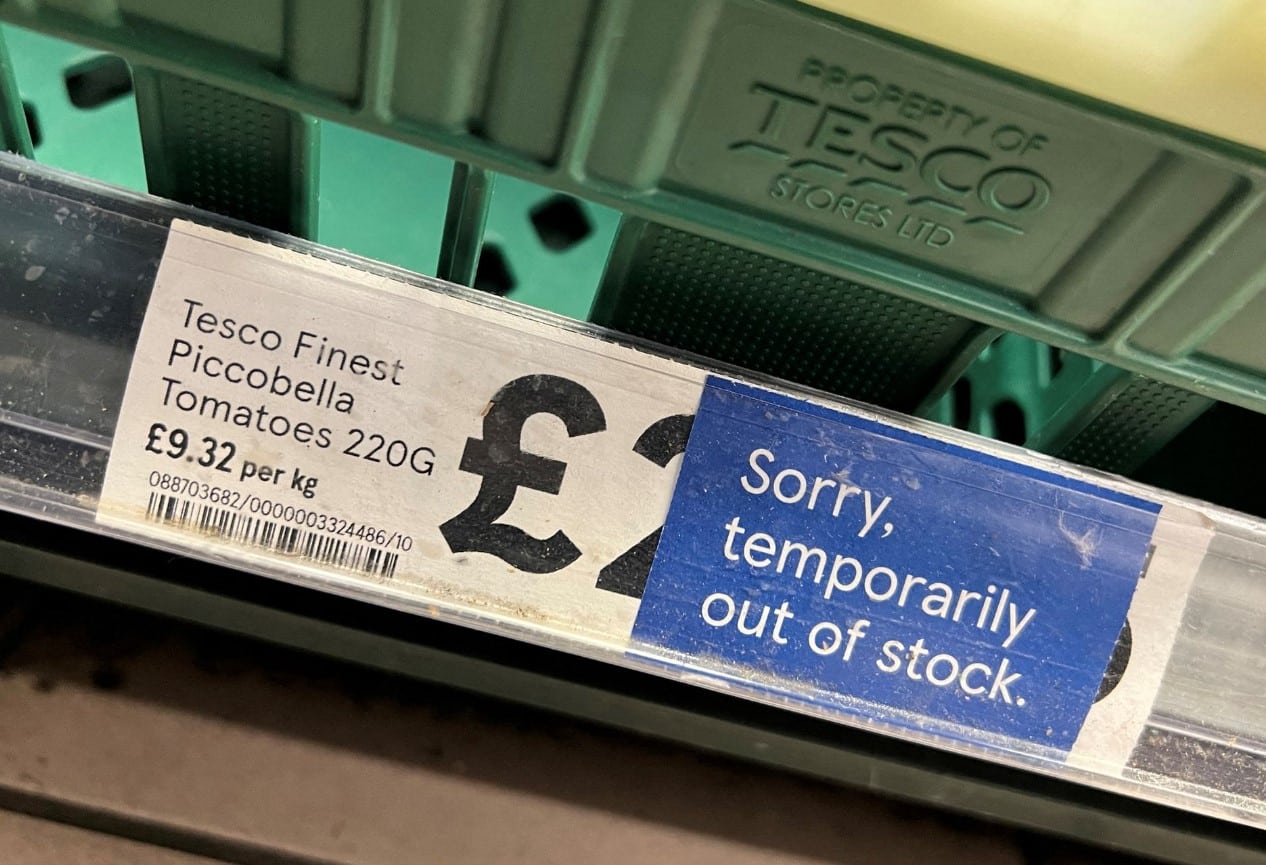 PROPERTY OF
TESCO
STORES LTD
Tesco Finest
Piccobella
Tomatoes 220G
£9.32 per kg
088703682/0000003324486/10
£2
Sorry,
temporarily
out of stock.